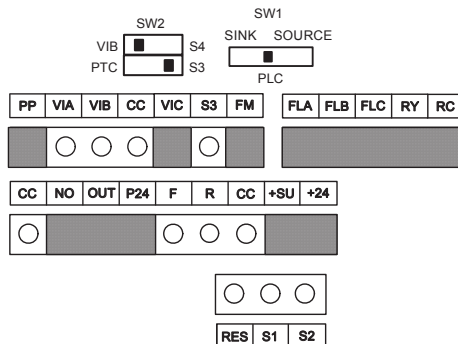 SW2
SW1
VIB S4
SINK SOURCE
PTC S3
PLC
PP VIA VIB CC VIC S3 FM FLA FLB FLC RY RC
CC NO OUT P24 F R CC +SU +24
RES S1 S2